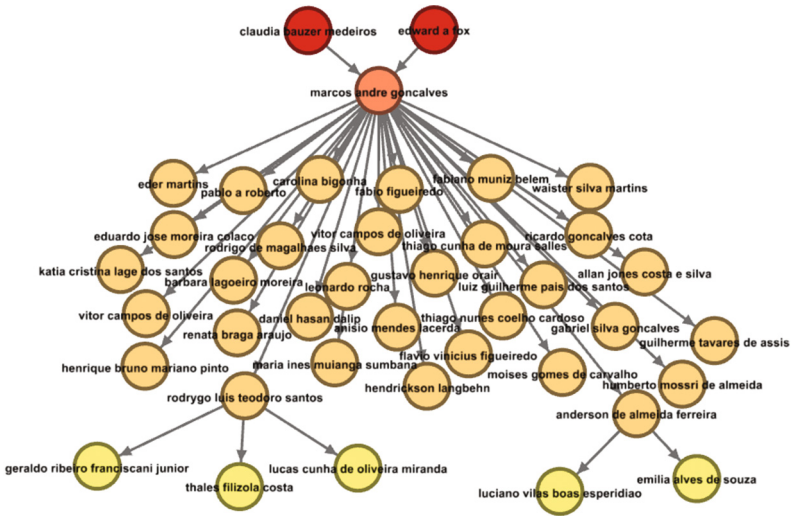 claudia bauzer medeiros
edward a fox
marcos andre goncalves
eder martins
pablo a roberto
carolina bigonha
fabio figueiredo
fabiano muniz belem
waister silva martins
eduardo jose moreira colaco
rodrigo de magalhaes silva
vitor campos de oliveira
thiago cunha de moura salles
ricardo goncalves cota
katia cristina lage dos santos
barbara lagoeiro moreira
leonardo rocha
gustavo henrique orair
luiz guilherme pais dos santos
allan jones costa e silva
vitor campos de oliveira
renata braga araujo
daniel hasan dalip
anisio mendes lacerda
thiago nunes coelho cardoso
gabriel silva goncalves
guilherme tavares de assis
henrique bruno mariano pinto
maria ines muianga sumbana
flavio vinicius figueiredo
moises gomes de carvalho
humberto mossri de almeida
hendrickson langbehn
rodrygo luis teodoro santos
anderson de almeida ferreira
geraldo ribeiro franciscani junior
thales filizola costa
lucas cunha de oliveira miranda
luciano vilas boas esperidiao
emilia alves de souza